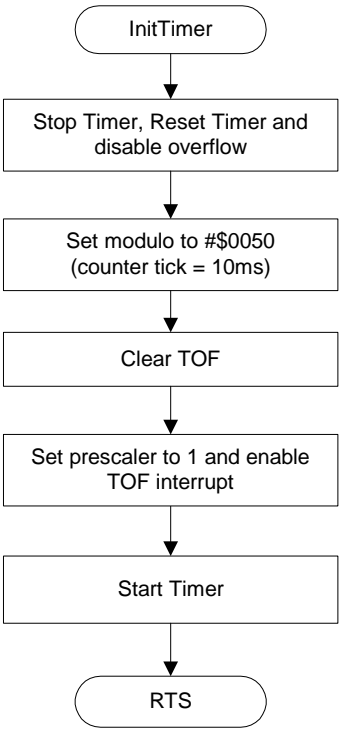 InitTimer
Stop Timer, Reset Timer and
disable overflow
Set modulo to #$0050
(counter tick = 10ms)
Clear TOF
Set prescaler to 1 and enable
TOF interrupt
Start Timer
RTS